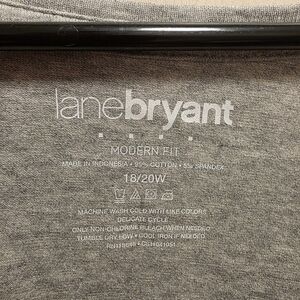 lanebryant
MODERN FIT
MADE IN INDONESIA • 95% COTTON • 5% SPANDEX
18/20W
MACHINE WASH COLD WITH LIKE COLORS
DELICATE CYCLE
ONLY NON-CHLORINE BLEACH WHEN NEEDED
TUMBLE DRY LOW • COOL IRON IF NEEDED